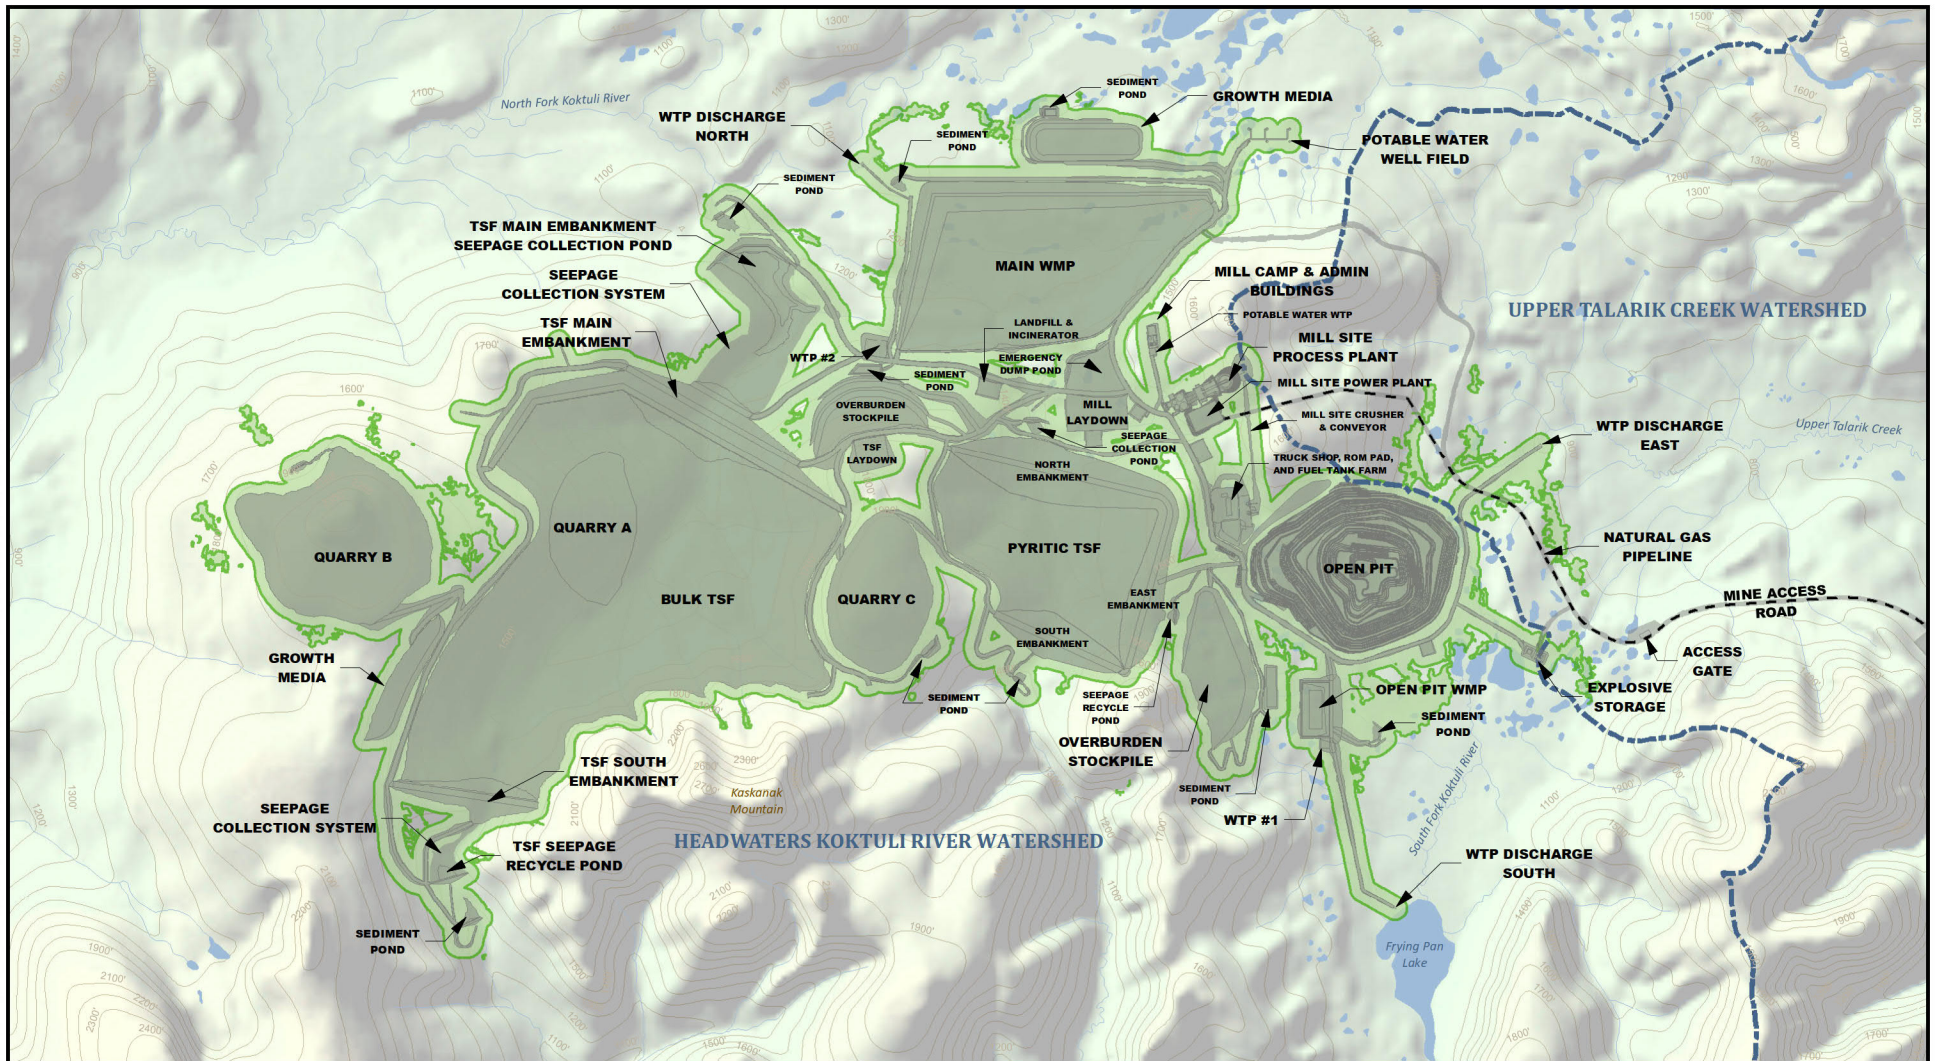 North Fork Koktuli River
SEDIMENT
POND
GROWTH MEDIA
WTP DISCHARGE
NORTH
SEDIMENT
POND
POTABLE WATER
WELL FIELD
SEDIMENT
POND
TSF MAIN EMBANKMENT
SEEPAGE COLLECTION POND
SEEPAGE
COLLECTION SYSTEM
MAIN WMP
MILL CAMP & ADMIN
BUILDINGS
POTABLE WATER WTP
UPPER TALARIK CREEK WATERSHED
TSF MAIN
EMBANKMENT
LANDFILL &
INCINERATOR
MILL SITE
PROCESS PLANT
WTP #2
EMERGENCY
DUMP POND
SEDIMENT
POND
MILL SITE POWER PLANT
OVERBURDEN
STOCKPILE
MILL
LAYDOWN
MILL SITE CRUSHER
& CONVEYOR
Upper Talarik Creek
WTP DISCHARGE
EAST
SEEPAGE
COLLECTION
POND
TSF
LAYDOWN
NORTH
EMBANKMENT
TRUCK SHOP, ROM PAD,
AND FUEL TANK FARM
QUARRY A
QUARRY B
PYRITIC TSF
NATURAL GAS
PIPELINE
OPEN PIT
BULK TSF
QUARRY C
EAST
EMBANKMENT
MINE ACCESS
ROAD
SOUTH
EMBANKMENT
GROWTH
MEDIA
ACCESS
GATE
SEDIMENT
POND
SEEPAGE
RECYCLE
POND
OPEN PIT WMP
EXPLOSIVE
STORAGE
SEDIMENT
POND
OVERBURDEN
STOCKPILE
TSF SOUTH
EMBANKMENT
Kaskanak
Mountain
SEDIMENT
POND
South Fork Koktuli River
SEEPAGE
COLLECTION SYSTEM
WTP #1
HEADWATERS KOKTULI RIVER WATERSHED
TSF SEEPAGE
RECYCLE POND
WTP DISCHARGE
SOUTH
SEDIMENT
POND
Frying Pan
Lake